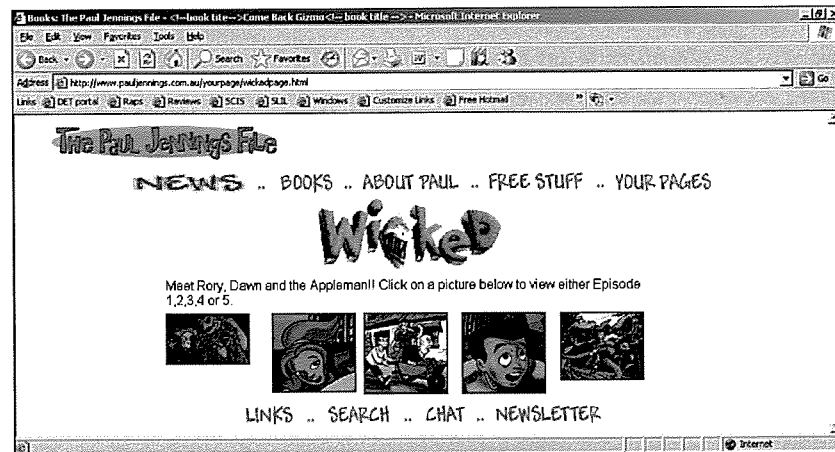 Books: The Paul Jennings File - <!--book tite-->Come Back Gizmo<!-- book title --> - Microsoft Internet Explorer
File Edit View Favorites Tools Help
Back Search Favorites
Address http://www.pauljennings.com.au/yourpage/wickedpage.html Go
Links DET portal Raps Reviews SCIS SLIL Windows Customize Links Free Hotmail »
The Paul Jennings File
NEWS .. BOOKS .. ABOUT PAUL .. FREE STUFF .. YOUR PAGES
WicKeD
Meet Rory, Dawn and the Appleman!! Click on a picture below to view either Episode
1,2,3,4 or 5.
LINKS .. SEARCH .. CHAT .. NEWSLETTER
Internet